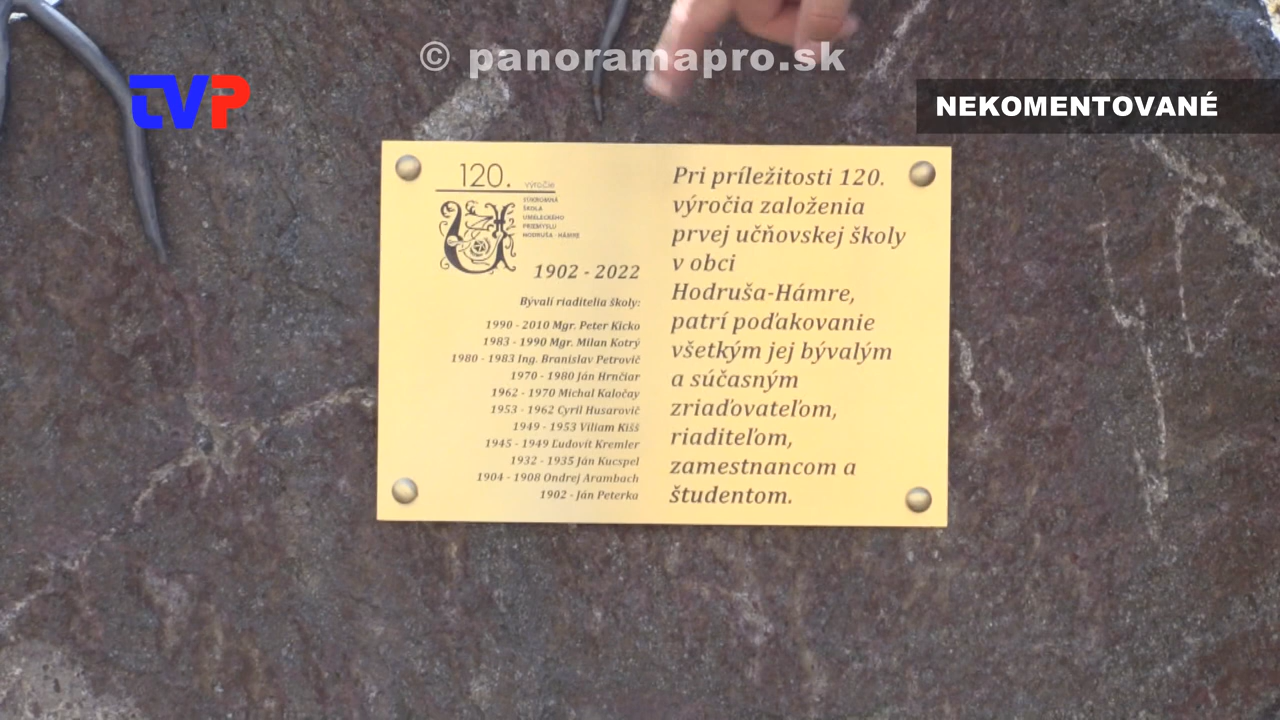 © panoramapro.sk
TVP
NEKOMENTOVANÉ
120. výročie
SÚKROMNÁ
ŠKOLA
UMELECKÉHO
PRIEMYSLU
HODRUŠA - HÁMRE
1902 - 2022
Bývalí riaditelia školy:
1990 - 2010 Mgr. Peter Kicko
1983 - 1990 Mgr. Milan Kotrý
1980 - 1983 Ing. Branislav Petrovič
1970 - 1980 Ján Hrnčiar
1962 - 1970 Michal Kaločay
1953 - 1962 Cyril Husarovič
1949 - 1953 Viliam Kišš
1945 - 1949 Ľudovít Kremler
1932 - 1935 Ján Kucspel
1904 - 1908 Ondrej Arambach
1902 - Ján Peterka
Pri príležitosti 120.
výročia založenia
prvej učňovskej školy
v obci
Hodruša-Hámre,
patrí poďakovanie
všetkým jej bývalým
a súčasným
zriaďovateľom,
riaditeľom,
zamestnancom a
študentom.